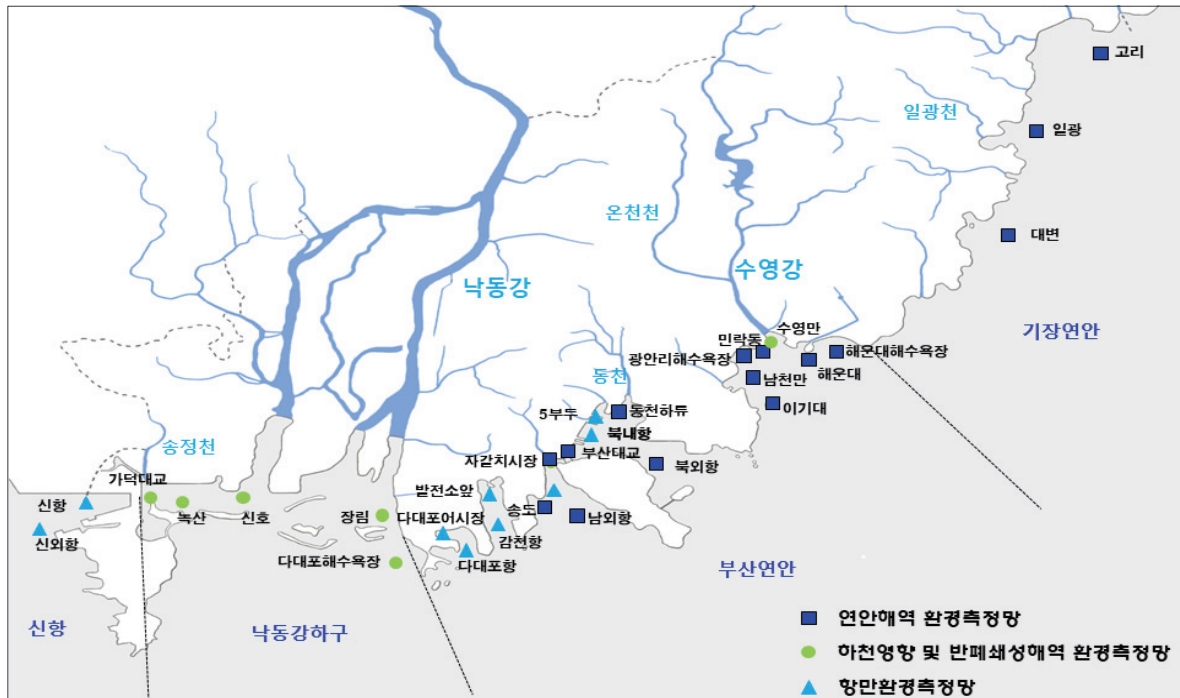 고리
일광천
일광
온천천
대변
수영강
낙동강
기장연안
수영만
민락동
광안리해수욕장
해운대해수욕장
해운대
남천만
동천
이기대
5부두
동천하류
북내항
송정천
자갈치시장
부산대교
북외항
가덕대교
발전소앞
신항
녹산
신호
장림
다대포어시장
송도
남외항
신외항
감천항
다대포해수욕장
다대포항
부산연안
신항
낙동강하구
연안해역 환경측정망
하천영향 및 반폐쇄성해역 환경측정망
항만환경측정망